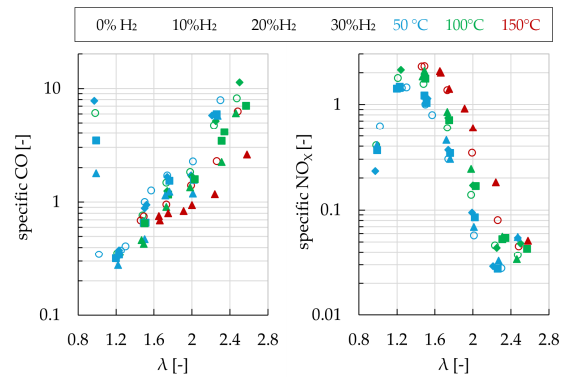 0% H₂ 10%H₂ 20%H₂ 30%H₂ 50 °C 100°C 150°C
10
1
0.1
specific CO [-]
0.8 1.2 1.6 2 2.4 2.8
λ [-]
1
0.1
0.01
specific NOX [-]
0.8 1.2 1.6 2 2.4 2.8
λ [-]